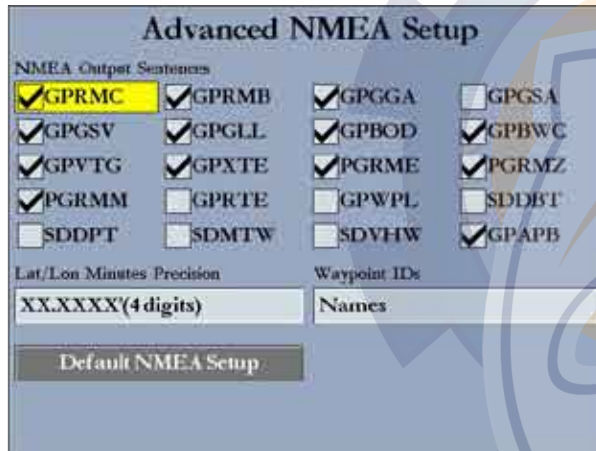 Advanced NMEA Setup
NMEA Output Sentences
GPRMC GPRMB GPGGA GPGSA
GPGSV GPGLL GPBOD GPBWC
GPVTG GPXTE PGRME PGRMZ
PGRMM GPRTE GPWPL SDDBT
SDDPT SDMTW SDVHW GPAPB
Lat/Lon Minutes Precision Waypoint IDs
XX.XXXX'(4 digits) Names
Default NMEA Setup